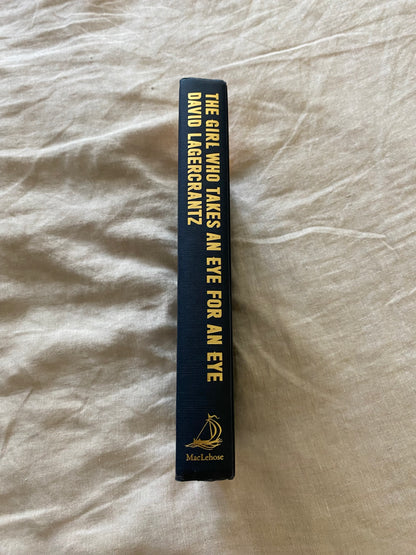 THE GIRL WHO TAKES AN EYE FOR AN EYE
DAVID LAGERCRANTZ
MacLehose